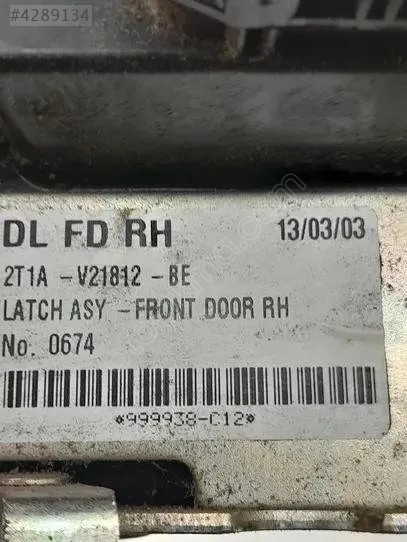 #4289134
DL FD RH 13/03/03
2T1A -V21812 -BE
LATCH ASY -FRONT DOOR RH
No. 0674
*999938-C12*